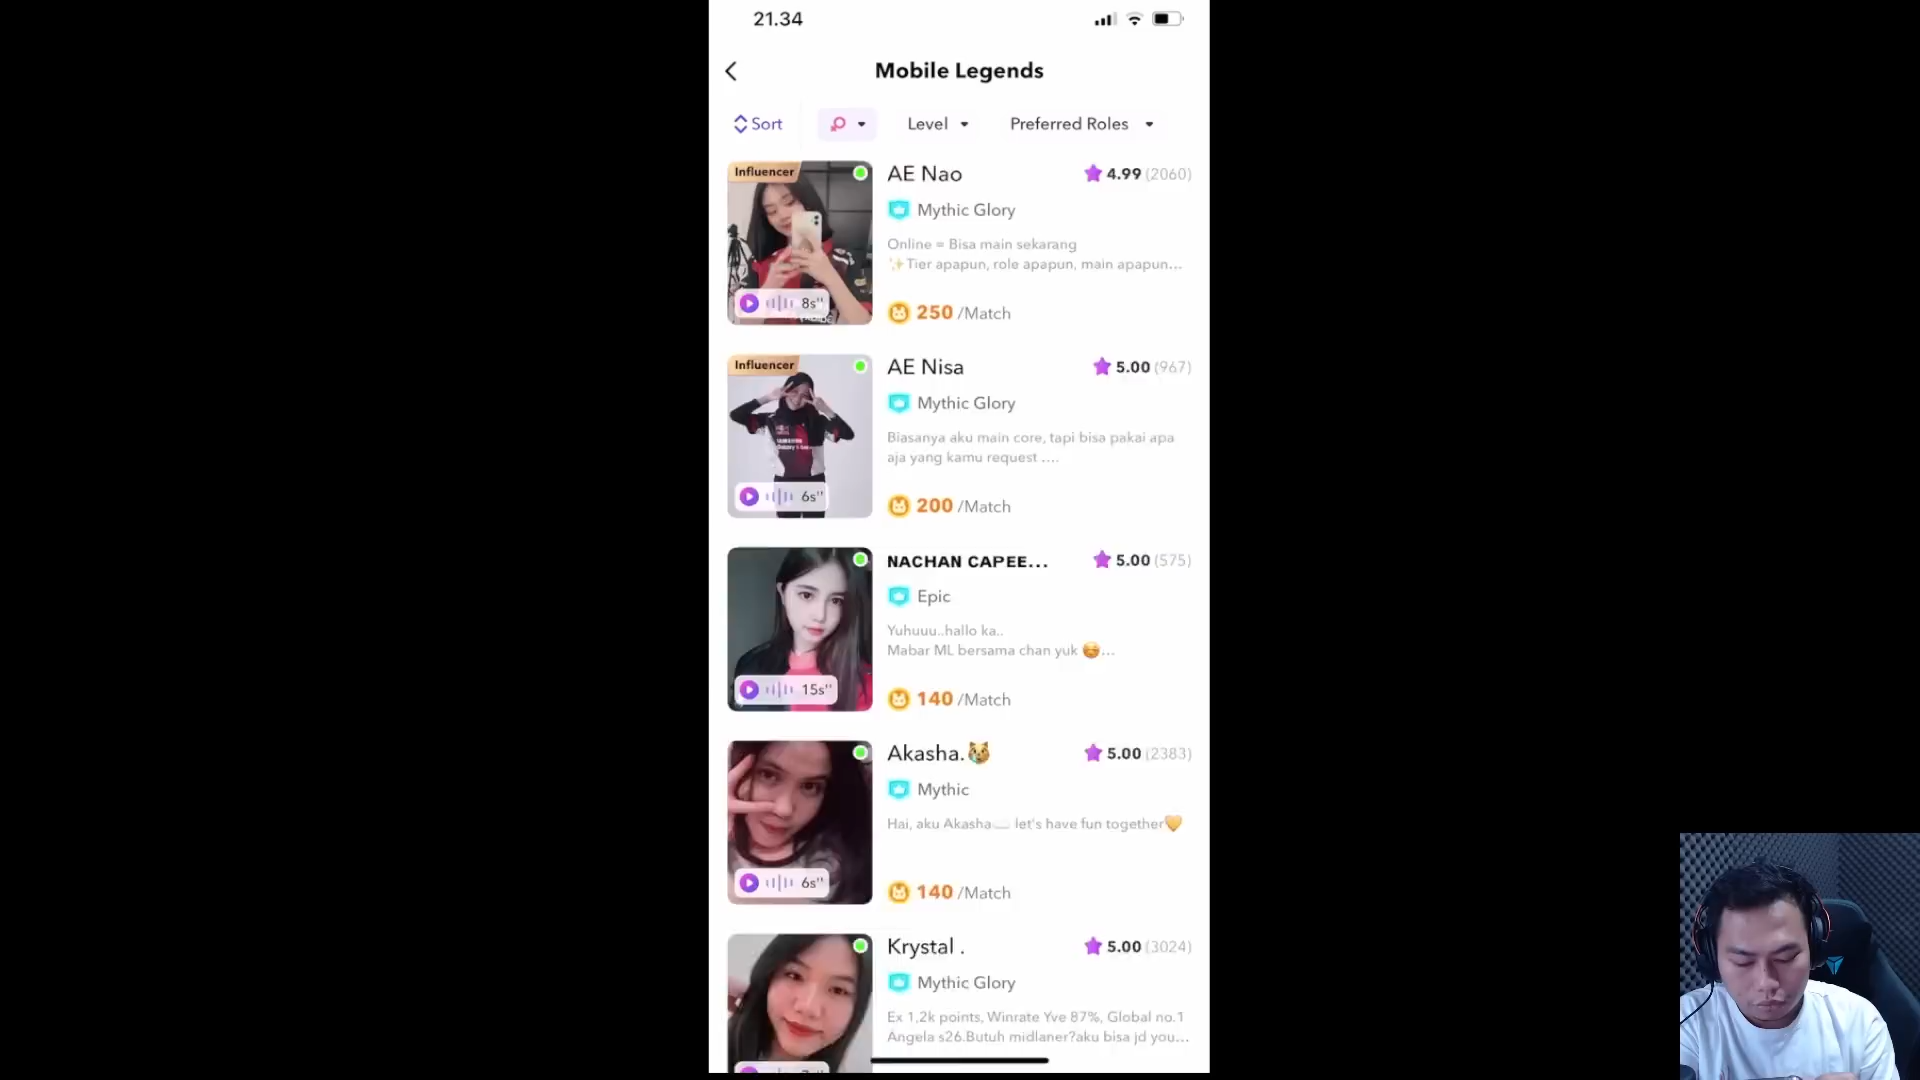 21.34
Mobile Legends
Sort
Level
Preferred Roles
Influencer
AE Nao
4.99 (2060)
Mythic Glory
Online = Bisa main sekarang
✨Tier apapun, role apapun, main apapun...
8s''
250 /Match
Influencer
AE Nisa
5.00 (967)
Mythic Glory
Biasanya aku main core, tapi bisa pakai apa
aja yang kamu request ....
6s''
200 /Match
NACHAN CAPEE...
5.00 (575)
Epic
Yuhuuu..hallo ka..
Mabar ML bersama chan yuk 😆...
15s''
140 /Match
Akasha.😿
5.00 (2383)
Mythic
Hai, aku Akasha☁️ let's have fun together💛
6s''
140 /Match
Krystal .
5.00 (3024)
Mythic Glory
Ex 1,2k points, Winrate Yve 87%, Global no.1
Angela s26.Butuh midlaner?aku bisa jd you...